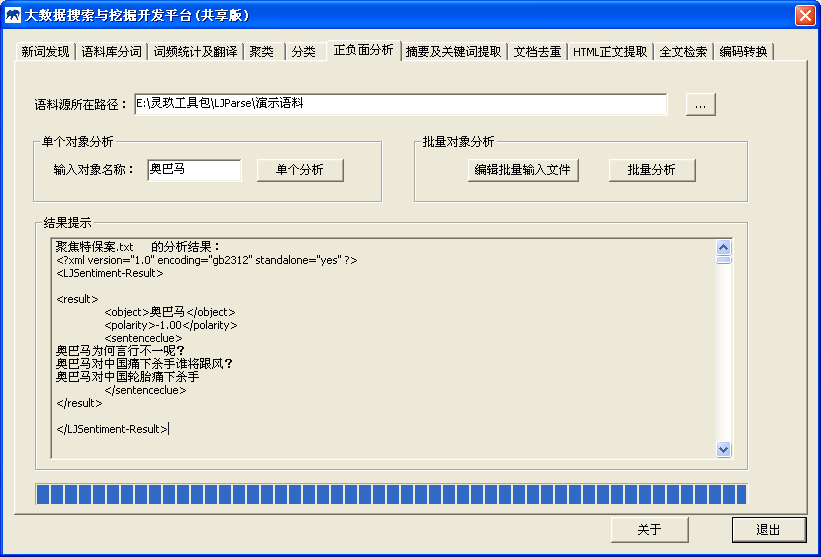 大数据搜索与挖掘开发平台(共享版)
新词发现 语料库分词 词频统计及翻译 聚类 分类 正负面分析 摘要及关键词提取 文档去重 HTML正文提取 全文检索 编码转换
语料源所在路径： E:\灵玖工具包\LJParse\演示语料 ...
单个对象分析
输入对象名称： 奥巴马 单个分析
批量对象分析
编辑批量输入文件 批量分析
结果提示
聚焦特保案.txt 的分析结果：
<?xml version="1.0" encoding="gb2312" standalone="yes" ?>
<LJSentiment-Result>
<result>
<object>奥巴马</object>
<polarity>-1.00</polarity>
<sentenceclue>
奥巴马为何言行不一呢?
奥巴马对中国痛下杀手谁将跟风?
奥巴马对中国轮胎痛下杀手
</sentenceclue>
</result>
</LJSentiment-Result>
关于 退出